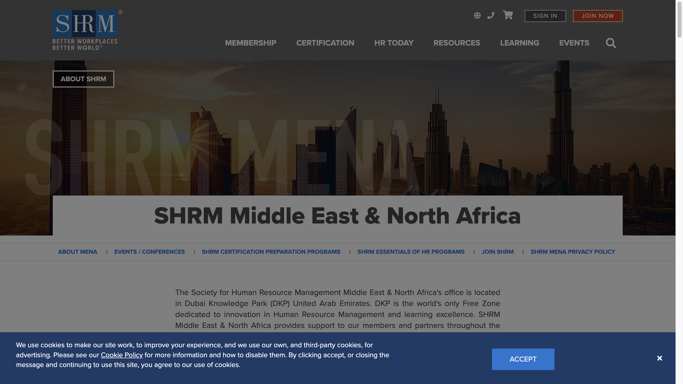 SHRM®
BETTER WORKPLACES
BETTER WORLD™
SIGN IN
JOIN NOW
MEMBERSHIP
CERTIFICATION
HR TODAY
RESOURCES
LEARNING
EVENTS
ABOUT SHRM
SHRM MENA
SHRM Middle East & North Africa
ABOUT MENA | EVENTS / CONFERENCES | SHRM CERTIFICATION PREPARATION PROGRAMS | SHRM ESSENTIALS OF HR PROGRAMS | JOIN SHRM | SHRM MENA PRIVACY POLICY
The Society for Human Resource Management Middle East & North Africa's office is located
in Dubai Knowledge Park (DKP) United Arab Emirates. DKP is the world's only Free Zone
dedicated to innovation in Human Resource Management and learning excellence. SHRM
Middle East & North Africa provides support to our members and partners throughout the
We use cookies to make our site work, to improve your experience, and we use our own, and third-party cookies, for
advertising. Please see our Cookie Policy for more information and how to disable them. By clicking accept, or closing the
message and continuing to use this site, you agree to our use of cookies.
ACCEPT